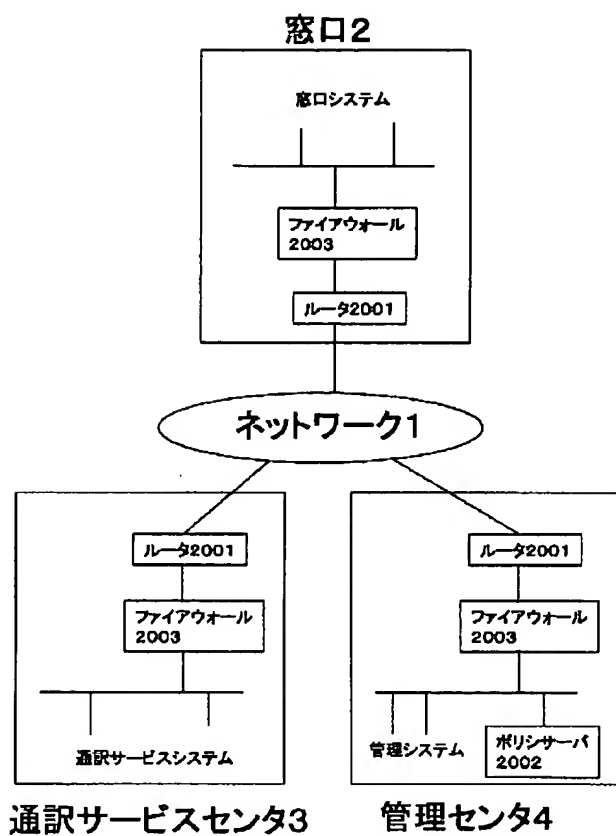 窓口2
窓口システム
ファイアウォール
2003
ルータ2001
ネットワーク1
ルータ2001
ファイアウォール
2003
通訳サービスシステム
通訳サービスセンタ3
ルータ2001
ファイアウォール
2003
管理システム
ポリシサーバ
2002
管理センタ4